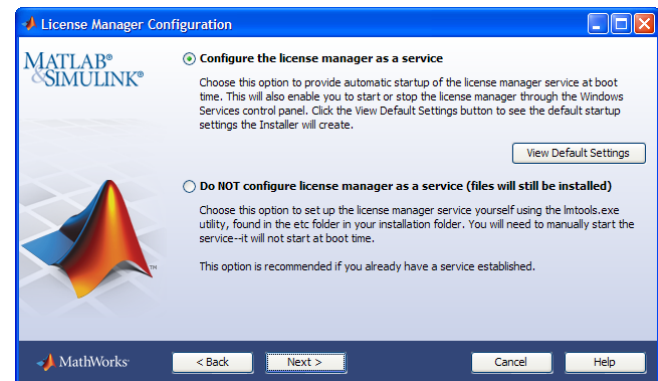 License Manager Configuration
MATLAB®
&SIMULINK®
Configure the license manager as a service
Choose this option to provide automatic startup of the license manager service at boot
time. This will also enable you to start or stop the license manager through the Windows
Services control panel. Click the View Default Settings button to see the default startup
settings the Installer will create.
View Default Settings
Do NOT configure license manager as a service (files will still be installed)
Choose this option to set up the license manager service yourself using the lmtools.exe
utility, found in the etc folder in your installation folder. You will need to manually start the
service--it will not start at boot time.
This option is recommended if you already have a service established.
TM
MathWorks
< Back
Next >
Cancel
Help